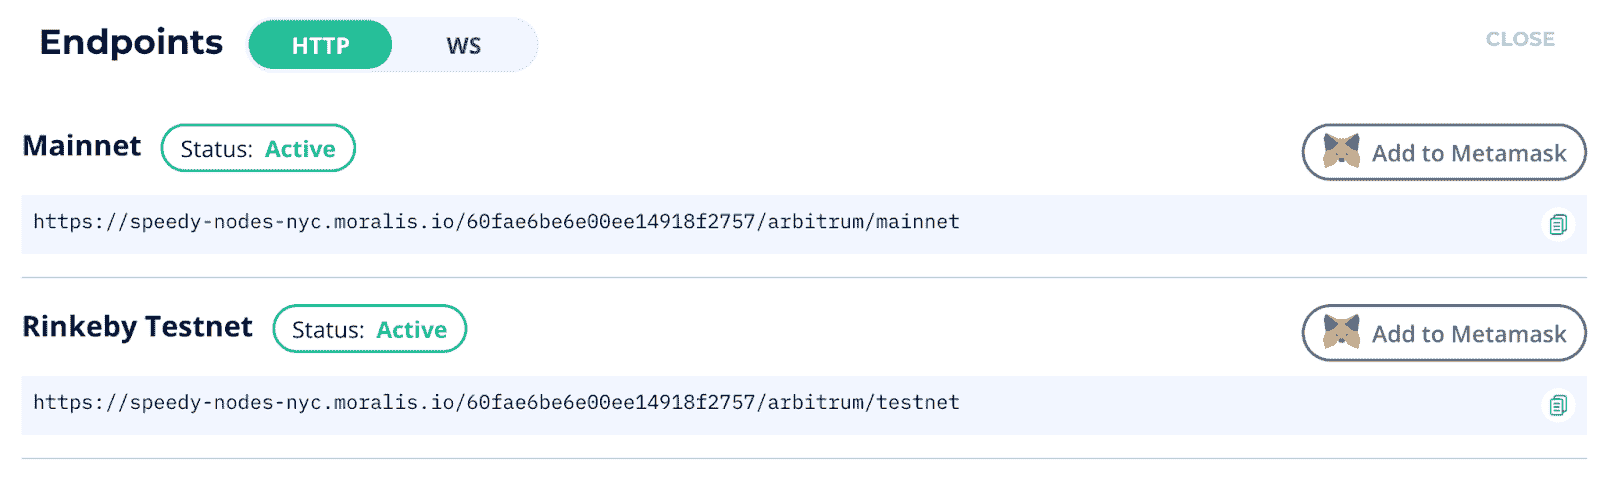 Endpoints HTTP WS CLOSE
Mainnet Status: Active Add to Metamask
https://speedy-nodes-nyc.moralis.io/60fae6be6e00ee14918f2757/arbitrum/mainnet
Rinkeby Testnet Status: Active Add to Metamask
https://speedy-nodes-nyc.moralis.io/60fae6be6e00ee14918f2757/arbitrum/testnet